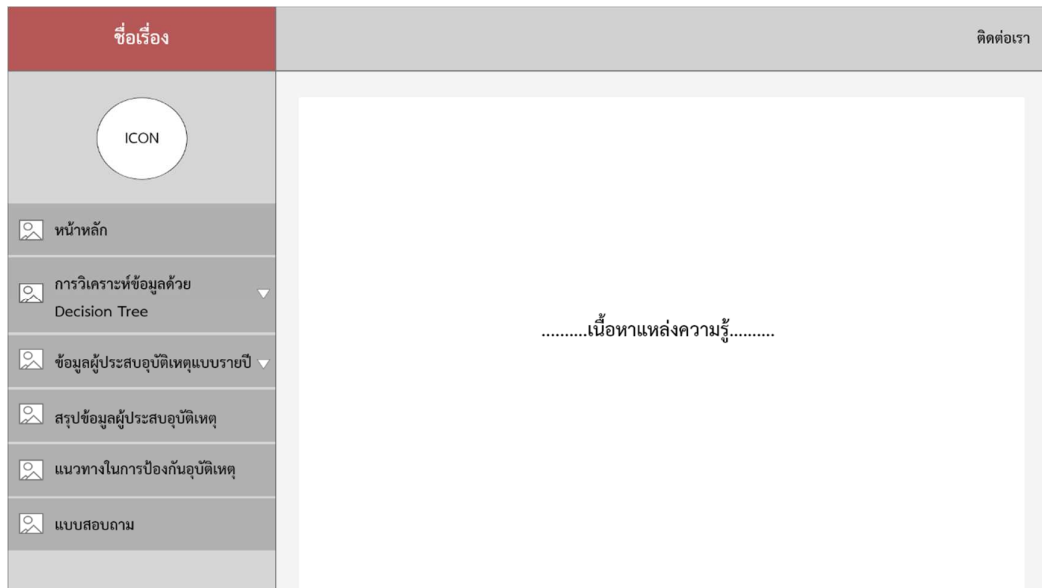 ชื่อเรื่อง
ติดต่อเรา
ICON
หน้าหลัก
การวิเคราะห์ข้อมูลด้วย
Decision Tree
ข้อมูลผู้ประสบอุบัติเหตุแบบรายปี
สรุปข้อมูลผู้ประสบอุบัติเหตุ
แนวทางในการป้องกันอุบัติเหตุ
แบบสอบถาม
..........เนื้อหาแหล่งความรู้..........